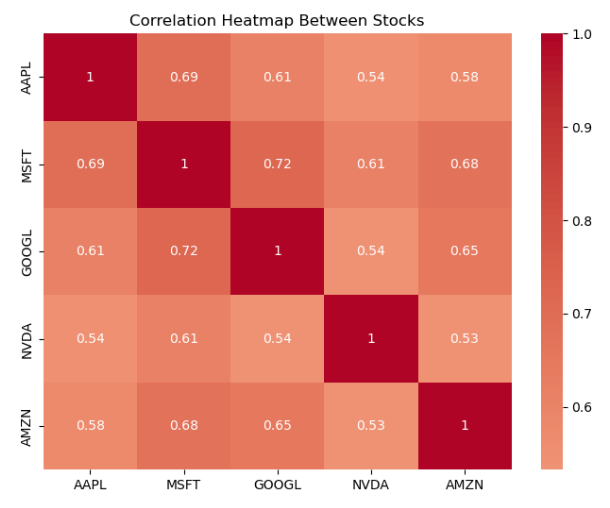 Correlation Heatmap Between Stocks
AAPL 1 0.69 0.61 0.54 0.58
MSFT 0.69 1 0.72 0.61 0.68
GOOGL 0.61 0.72 1 0.54 0.65
NVDA 0.54 0.61 0.54 1 0.53
AMZN 0.58 0.68 0.65 0.53 1
AAPL MSFT GOOGL NVDA AMZN
1.0
0.9
0.8
0.7
0.6